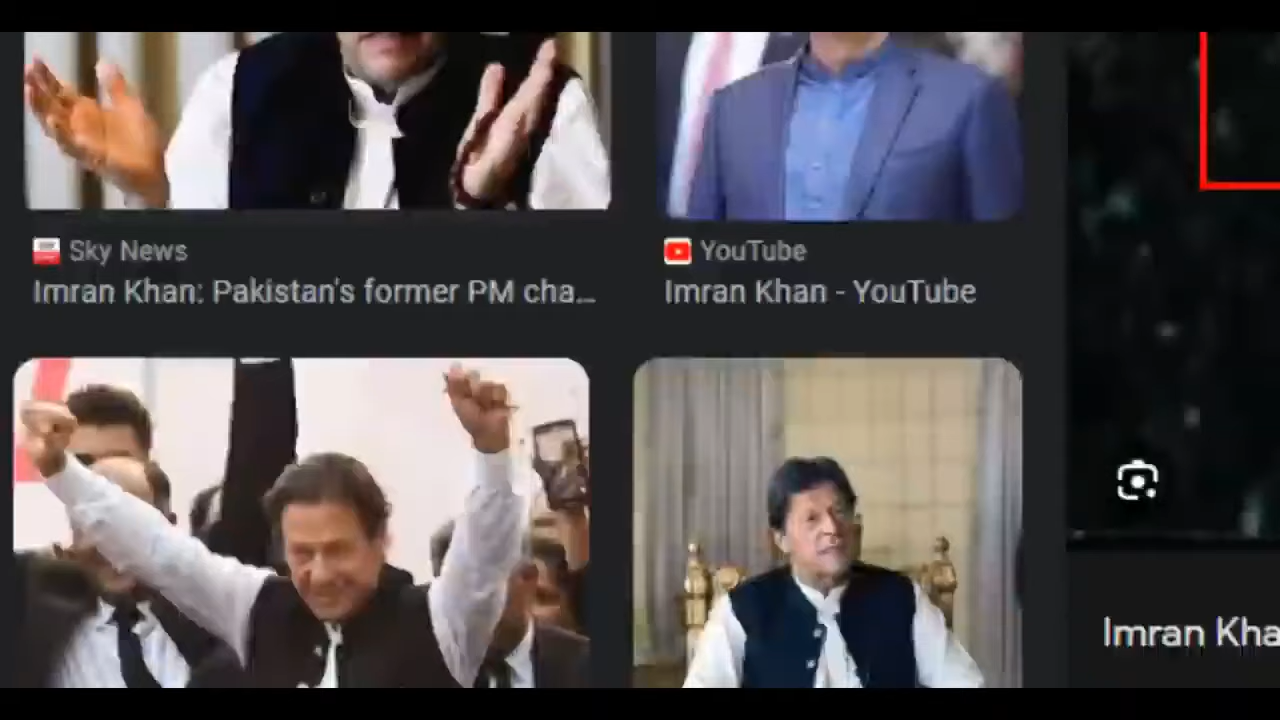 Sky News
Imran Khan: Pakistan's former PM cha...
YouTube
Imran Khan - YouTube
Imran Kha